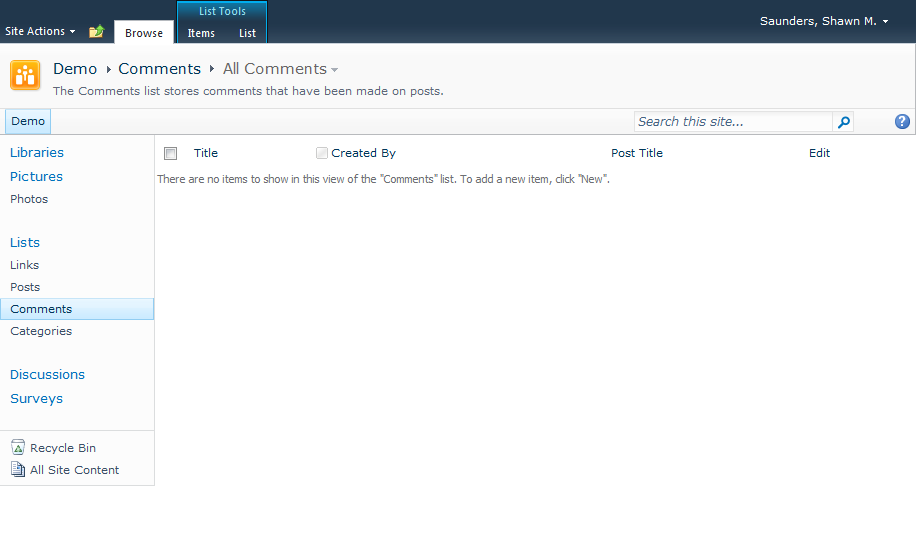 List Tools
Site Actions
Browse
Items
List
Saunders, Shawn M.
Demo Comments All Comments
The Comments list stores comments that have been made on posts.
Demo
Search this site...
?
Libraries
Pictures
Photos
Lists
Links
Posts
Comments
Categories
Discussions
Surveys
Recycle Bin
All Site Content
Title Created By Post Title Edit
There are no items to show in this view of the "Comments" list. To add a new item, click "New".